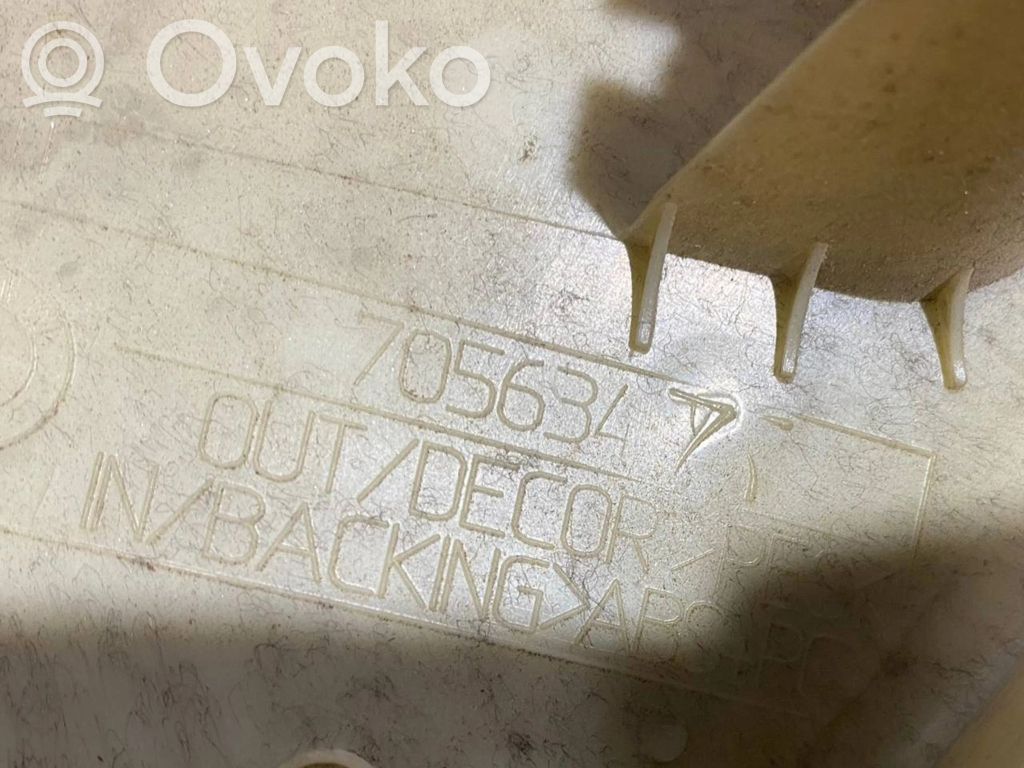 Ovoko
705634
OUT/DECOR
IN/BACKING